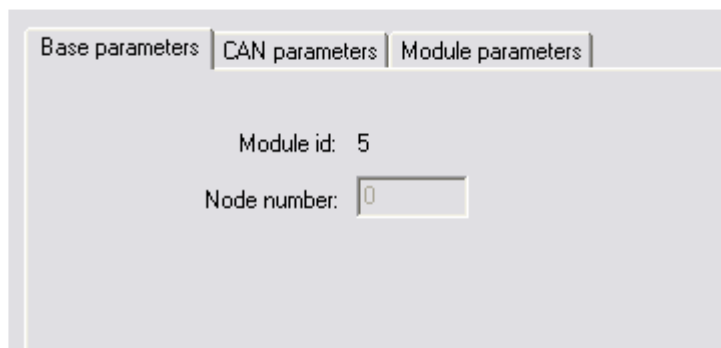 Base parameters CAN parameters Module parameters
Module id: 5
Node number: 0